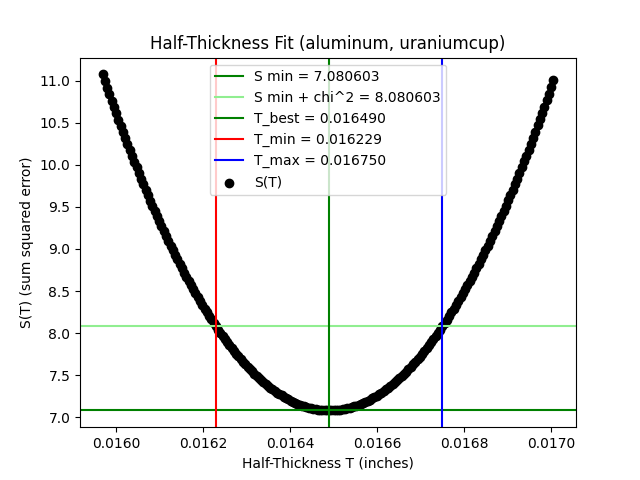 Half-Thickness Fit (aluminum, uraniumcup)
S min = 7.080603
S min + chi^2 = 8.080603
T_best = 0.016490
T_min = 0.016229
T_max = 0.016750
S(T)
S(T) (sum squared error)
11.0
10.5
10.0
9.5
9.0
8.5
8.0
7.5
7.0
0.0160 0.0162 0.0164 0.0166 0.0168 0.0170
Half-Thickness T (inches)